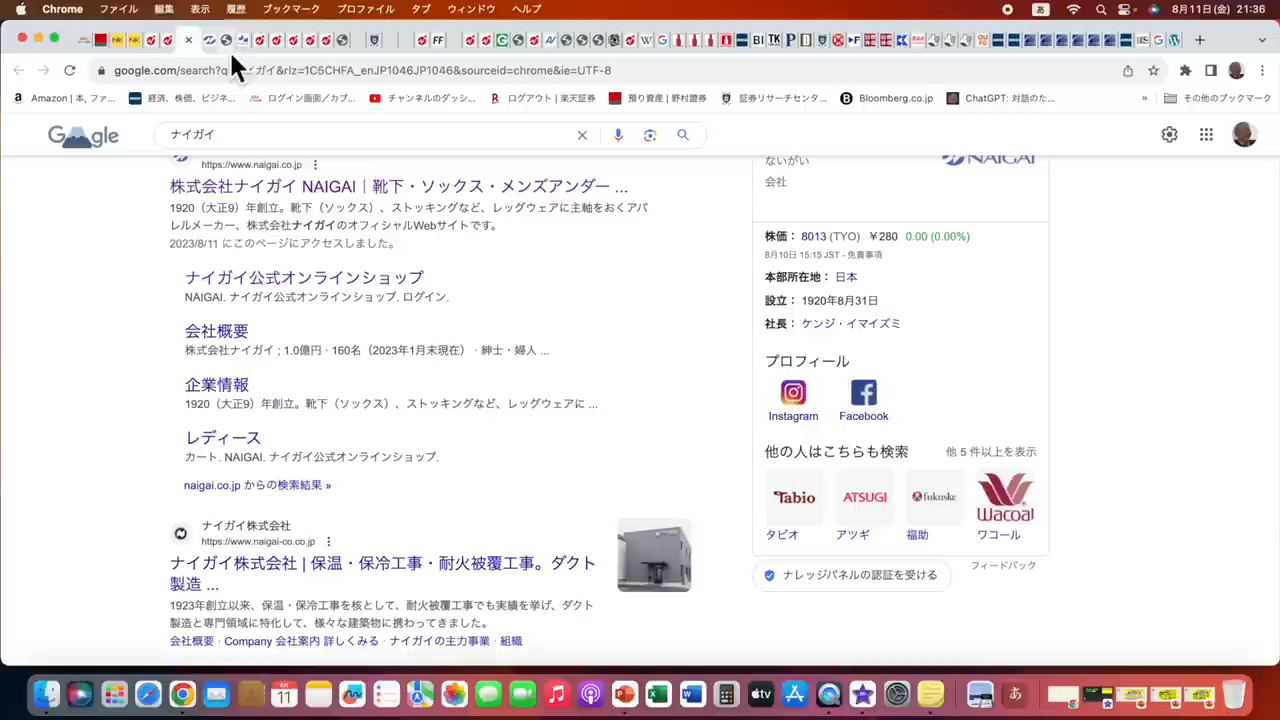 Chrome ファイル 編集 表示 履歴 ブックマーク プロフィール タブ ウィンドウ ヘルプ
あ 8月11日(金) 21:36
google.com/search?q イガイ&rlz=1C5CHFA_enJP1046JP1046&sourceid=chrome&ie=UTF-8
Amazon | 本, ファ... 経済、株価、ビジネ... ログイン画面／カブ... チャンネルのダッシ... ログアウト | 楽天証券 預り資産 | 野村證券 証券リサーチセンタ... Bloomberg.co.jp ChatGPT: 対話のた... » その他のブックマーク
Google ナイガイ
https://www.naigai.co.jp
株式会社ナイガイ NAIGAI｜靴下・ソックス・メンズアンダー ...
1920（大正9）年創立。靴下（ソックス）、ストッキングなど、レッグウェアに主軸をおくアパ
レルメーカー、株式会社ナイガイのオフィシャルWebサイトです。
2023/8/11 にこのページにアクセスしました。
ナイガイ公式オンラインショップ
NAIGAI. ナイガイ公式オンラインショップ. ログイン.
会社概要
株式会社ナイガイ ; 1.0億円 · 160名（2023年1月末現在） · 紳士・婦人 ...
企業情報
1920（大正9）年創立。靴下（ソックス）、ストッキングなど、レッグウェアに ...
レディース
カート. NAIGAI. ナイガイ公式オンラインショップ.
naigai.co.jp からの検索結果 »
ナイガイ株式会社
https://www.naigai-co.co.jp
ナイガイ株式会社 | 保温・保冷工事・耐火被覆工事。ダクト
製造 ...
1923年創立以来、保温・保冷工事を核として、耐火被覆工事でも実績を挙げ、ダクト
製造と専門領域に特化して、様々な建築物に携わってきました。
会社概要 · Company 会社案内 詳しくみる · ナイガイの主力事業 · 組織
ないがい
NAIGAI
会社
株価： 8013 (TYO) ￥280 0.00 (0.00%)
8月10日 15:15 JST - 免責事項
本部所在地： 日本
設立： 1920年8月31日
社長： ケンジ・イマイズミ
プロフィール
Instagram Facebook
他の人はこちらも検索 他 5 件以上を表示
Tabio ATSUGI fukuske Wacoal
タビオ アツギ 福助 ワコール
フィードバック
ナレッジパネルの認証を受ける